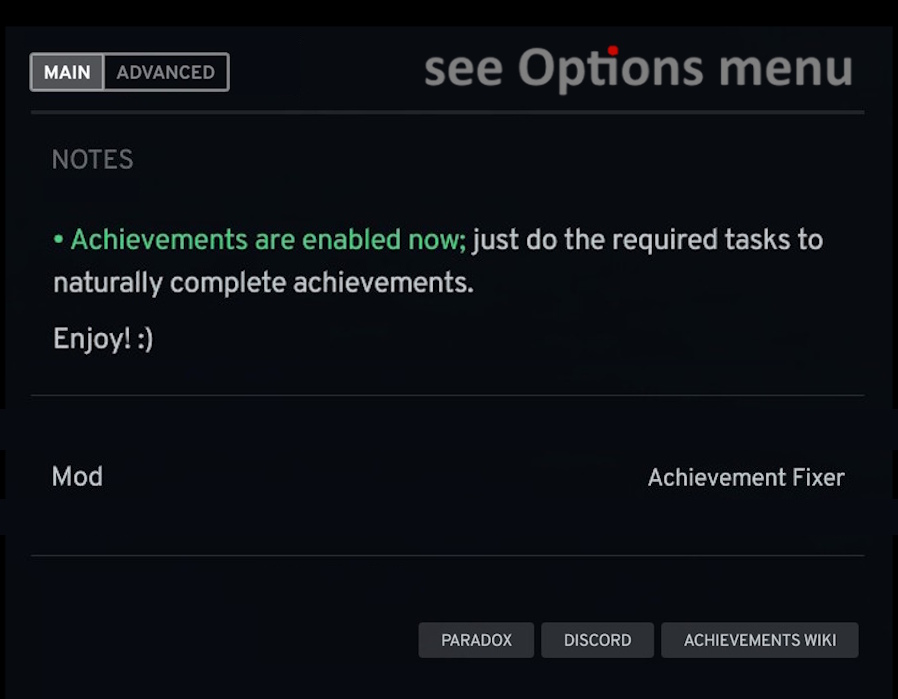 MAIN ADVANCED see Options menu
NOTES
• Achievements are enabled now; just do the required tasks to
naturally complete achievements.
Enjoy! :)
Mod Achievement Fixer
PARADOX DISCORD ACHIEVEMENTS WIKI